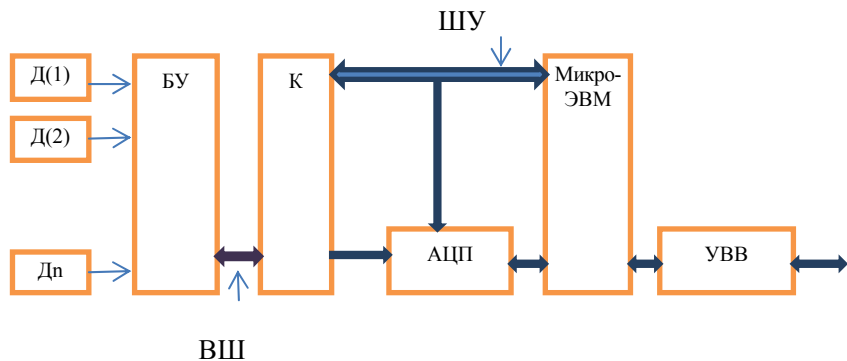 ШУ
Д(1)
БУ
К
Микро-
ЭВМ
Д(2)
Дn
АЦП
УВВ
ВШ